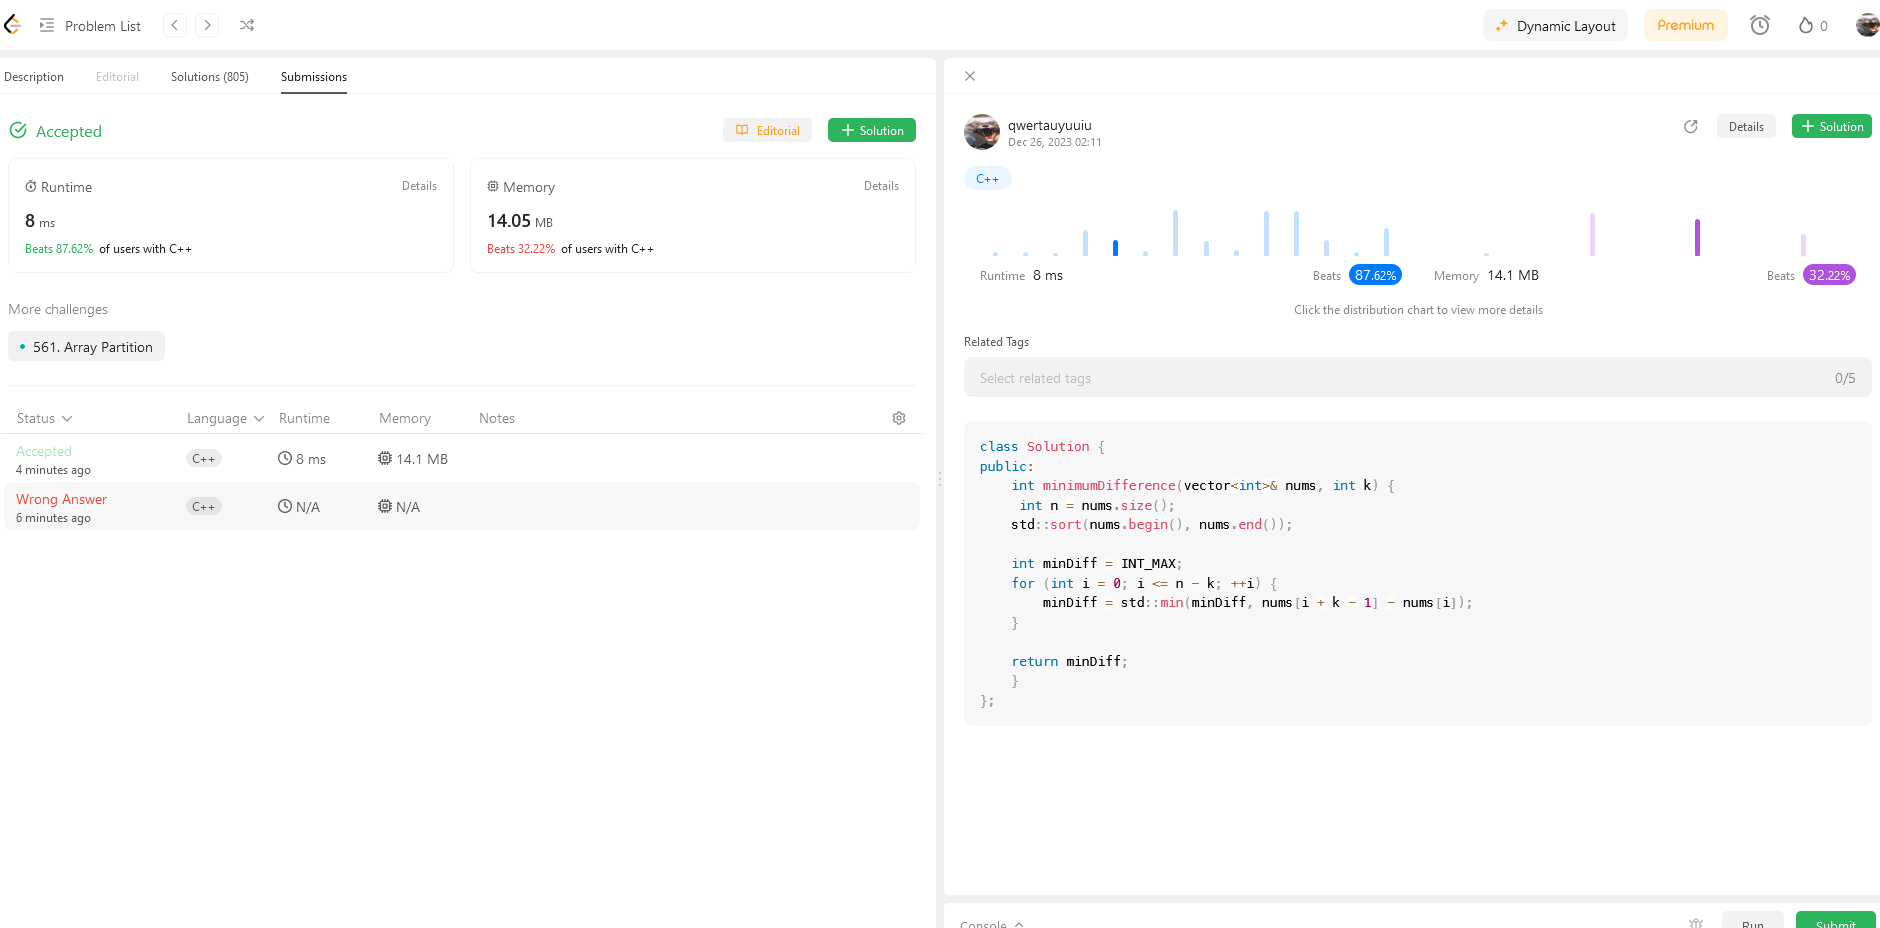 Problem List
Dynamic Layout
Premium
0
Description
Editorial
Solutions (805)
Submissions
Accepted
Editorial
+ Solution
Runtime
Details
8 ms
Beats 87.62% of users with C++
Memory
Details
14.05 MB
Beats 32.22% of users with C++
More challenges
561. Array Partition
Status Language Runtime Memory Notes
Accepted
4 minutes ago
C++ 8 ms 14.1 MB
Wrong Answer
6 minutes ago
C++ N/A N/A
qwertauyuuiu
Dec 26, 2023 02:11
Details
+ Solution
C++
Runtime 8 ms Beats 87.62%
Memory 14.1 MB Beats 32.22%
Click the distribution chart to view more details
Related Tags
Select related tags 0/5
class Solution {
public:
    int minimumDifference(vector<int>& nums, int k) {
     int n = nums.size();
    std::sort(nums.begin(), nums.end());
    int minDiff = INT_MAX;
    for (int i = 0; i <= n - k; ++i) {
        minDiff = std::min(minDiff, nums[i + k - 1] - nums[i]);
    }
    return minDiff;
    }
};
Console
Run
Submit